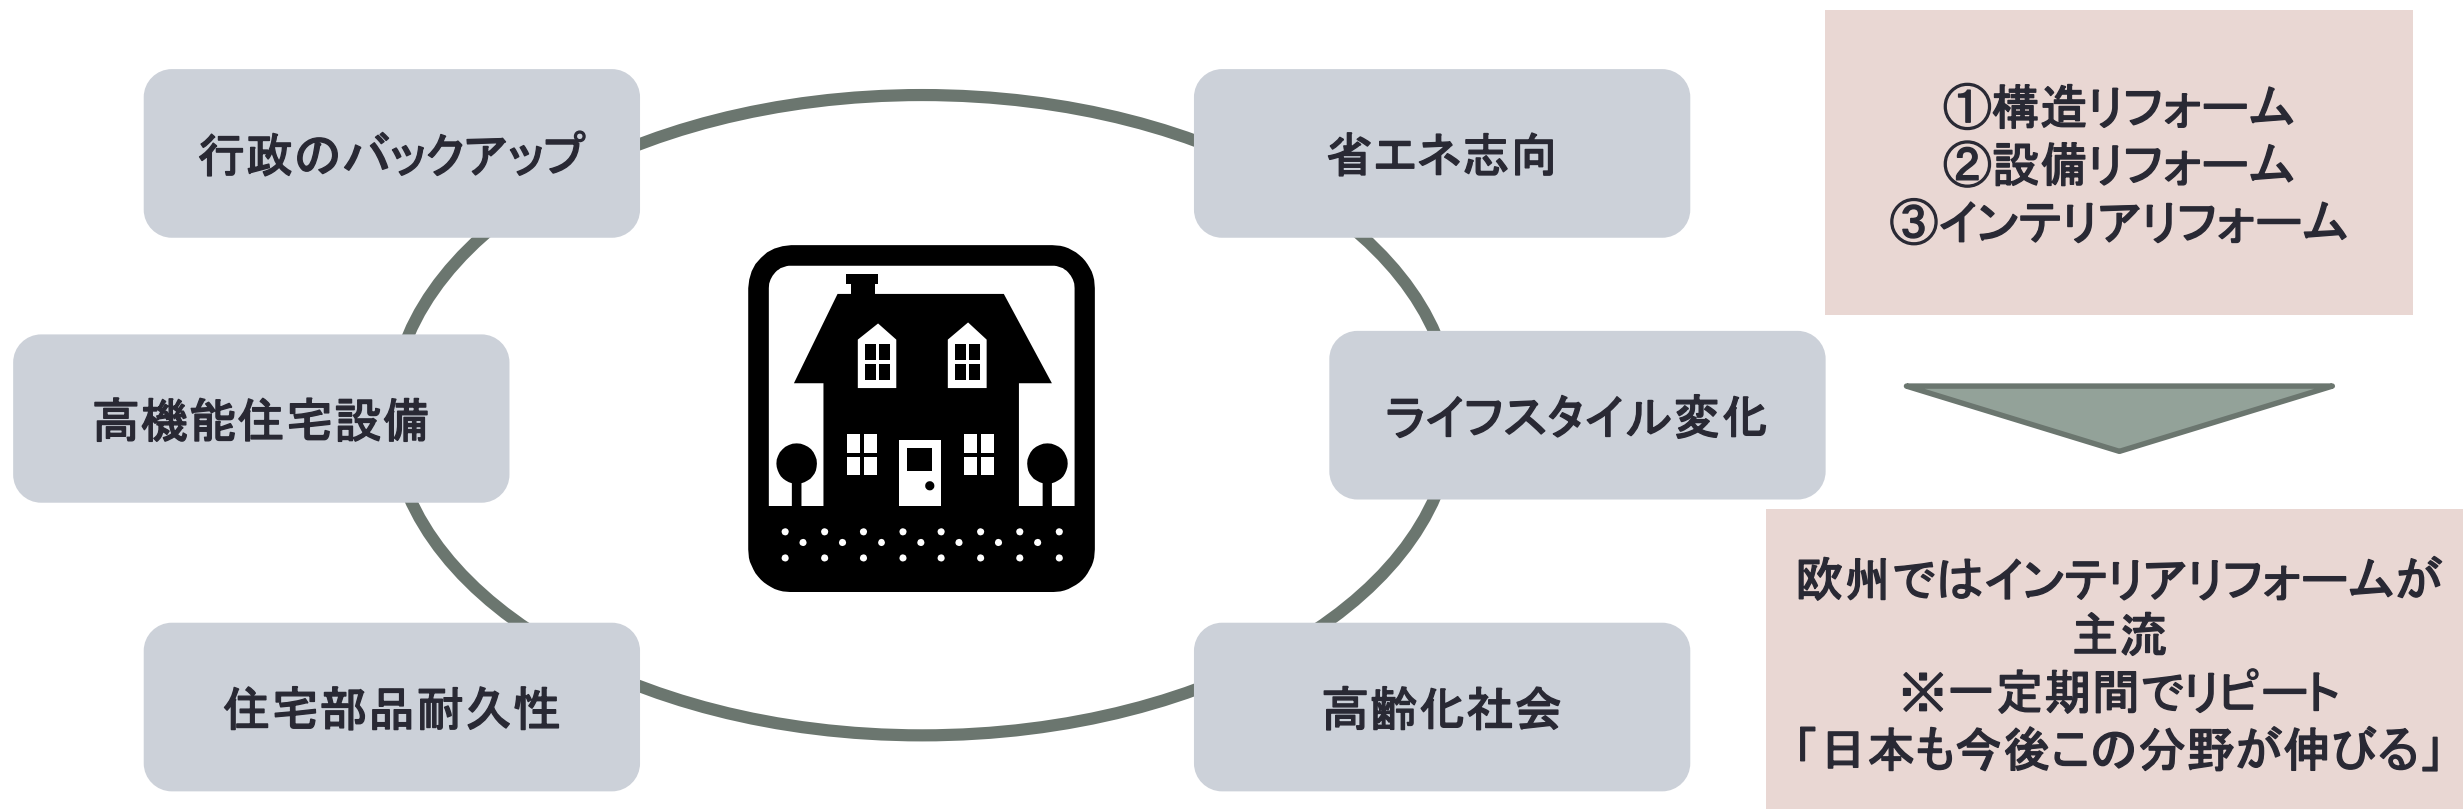 行政のバックアップ
省エネ志向
高機能住宅設備
ライフスタイル変化
住宅部品耐久性
高齢化社会
①構造リフォーム
②設備リフォーム
③インテリアリフォーム
欧州ではインテリアリフォームが
主流
※一定期間でリピート
「日本も今後この分野が伸びる」